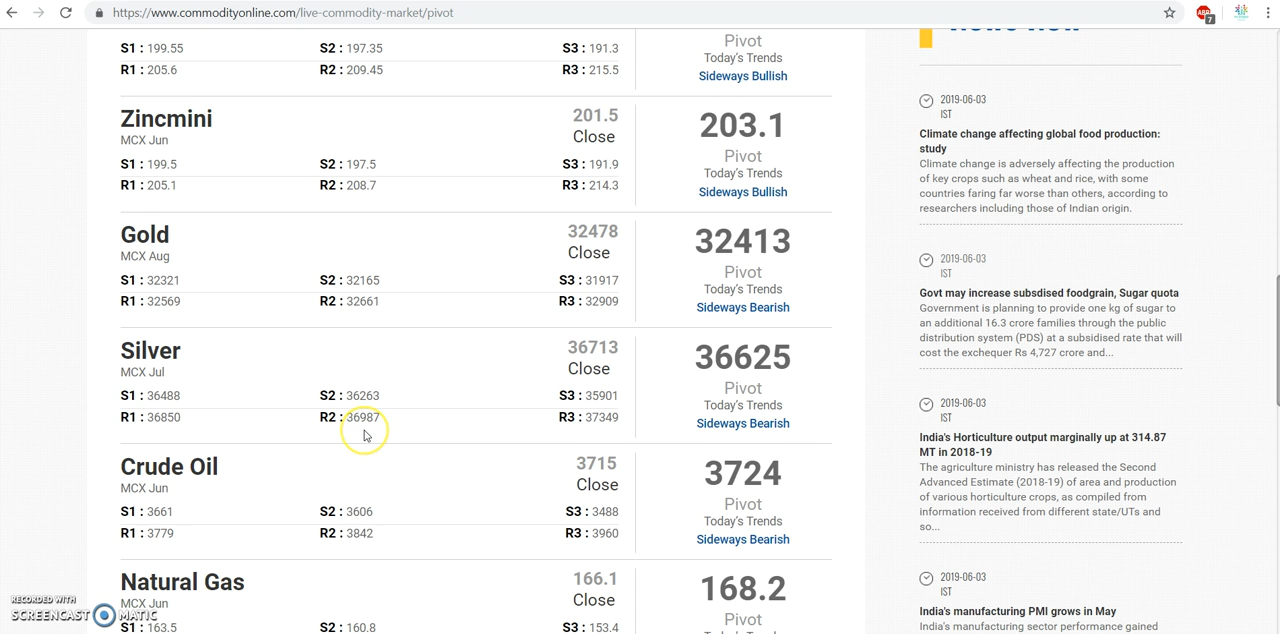 https://www.commodityonline.com/live-commodity-market/pivot
ABP
7
S1 : 199.55 S2 : 197.35 S3 : 191.3
R1 : 205.6 R2 : 209.45 R3 : 215.5
Pivot
Today's Trends
Sideways Bullish
Zincmini
MCX Jun
201.5
Close
S1 : 199.5 S2 : 197.5 S3 : 191.9
R1 : 205.1 R2 : 208.7 R3 : 214.3
203.1
Pivot
Today's Trends
Sideways Bullish
Gold
MCX Aug
32478
Close
S1 : 32321 S2 : 32165 S3 : 31917
R1 : 32569 R2 : 32661 R3 : 32909
32413
Pivot
Today's Trends
Sideways Bearish
Silver
MCX Jul
36713
Close
S1 : 36488 S2 : 36263 S3 : 35901
R1 : 36850 R2 : 36987 R3 : 37349
36625
Pivot
Today's Trends
Sideways Bearish
Crude Oil
MCX Jun
3715
Close
S1 : 3661 S2 : 3606 S3 : 3488
R1 : 3779 R2 : 3842 R3 : 3960
3724
Pivot
Today's Trends
Sideways Bearish
Natural Gas
MCX Jun
166.1
Close
S1 : 163.5 S2 : 160.8 S3 : 153.4
168.2
Pivot
Today's Trends
2019-06-03
IST
Climate change affecting global food production:
study
Climate change is adversely affecting the production
of key crops such as wheat and rice, with some
countries faring far worse than others, according to
researchers including those of Indian origin.
2019-06-03
IST
Govt may increase subsdised foodgrain, Sugar quota
Government is planning to provide one kg of sugar to
an additional 16.3 crore families through the public
distribution system (PDS) at a subsidised rate that will
cost the exchequer Rs 4,727 crore and...
2019-06-03
IST
India's Horticulture output marginally up at 314.87
MT in 2018-19
The agriculture ministry has released the Second
Advanced Estimate (2018-19) of area and production
of various horticulture crops, as compiled from
information received from different state/UTs and
so...
2019-06-03
IST
India's manufacturing PMI grows in May
India's manufacturing sector performance gained
RECORDED WITH
SCREENCAST MATIC